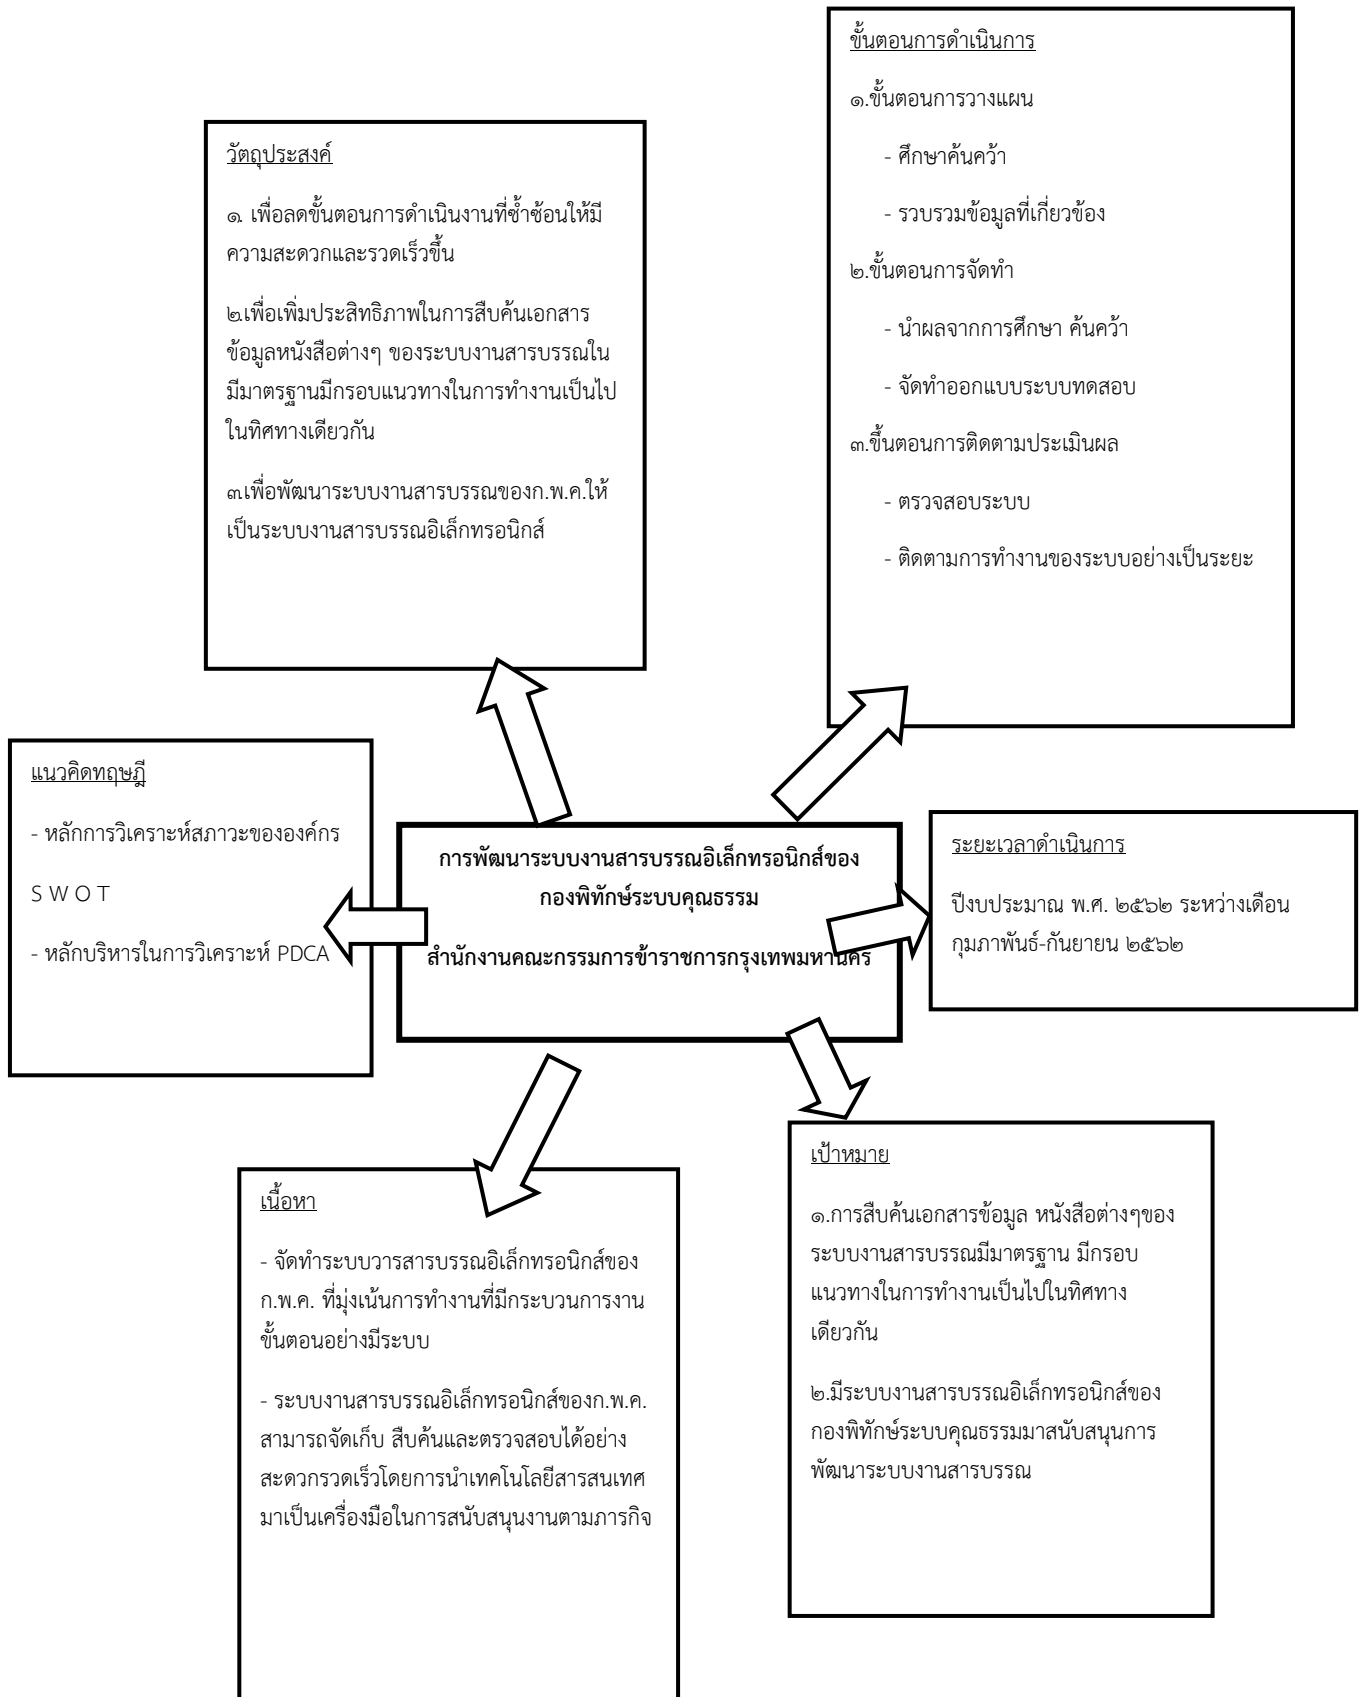 ขั้นตอนการดำเนินการ
๑.ขั้นตอนการวางแผน
- ศึกษาค้นคว้า
- รวบรวมข้อมูลที่เกี่ยวข้อง
๒.ขั้นตอนการจัดทำ
- นำผลจากการศึกษา ค้นคว้า
- จัดทำออกแบบระบบทดสอบ
๓.ขึ้นตอนการติดตามประเมินผล
- ตรวจสอบระบบ
- ติดตามการทำงานของระบบอย่างเป็นระยะ
วัตถุประสงค์
๑. เพื่อลดขั้นตอนการดำเนินงานที่ซ้ำซ้อนให้มี
ความสะดวกและรวดเร็วขึ้น
๒.เพื่อเพิ่มประสิทธิภาพในการสืบค้นเอกสาร
ข้อมูลหนังสือต่างๆ ของระบบงานสารบรรณใน
มีมาตรฐานมีกรอบแนวทางในการทำงานเป็นไป
ในทิศทางเดียวกัน
๓.เพื่อพัฒนาระบบงานสารบรรณของก.พ.ค.ให้
เป็นระบบงานสารบรรณอิเล็กทรอนิกส์
แนวคิดทฤษฎี
- หลักการวิเคราะห์สภาวะขององค์กร
S W O T
- หลักบริหารในการวิเคราะห์ PDCA
การพัฒนาระบบงานสารบรรณอิเล็กทรอนิกส์ของ
กองพิทักษ์ระบบคุณธรรม
สำนักงานคณะกรรมการข้าราชการกรุงเทพมหานคร
ระยะเวลาดำเนินการ
ปีงบประมาณ พ.ศ. ๒๕๖๒ ระหว่างเดือน
กุมภาพันธ์-กันยายน ๒๕๖๒
เนื้อหา
- จัดทำระบบวารสารบรรณอิเล็กทรอนิกส์ของ
ก.พ.ค. ที่มุ่งเน้นการทำงานที่มีกระบวนการงาน
ขั้นตอนอย่างมีระบบ
- ระบบงานสารบรรณอิเล็กทรอนิกส์ของก.พ.ค.
สามารถจัดเก็บ สืบค้นและตรวจสอบได้อย่าง
สะดวกรวดเร็วโดยการนำเทคโนโลยีสารสนเทศ
มาเป็นเครื่องมือในการสนับสนุนงานตามภารกิจ
เป้าหมาย
๑.การสืบค้นเอกสารข้อมูล หนังสือต่างๆของ
ระบบงานสารบรรณมีมาตรฐาน มีกรอบ
แนวทางในการทำงานเป็นไปในทิศทาง
เดียวกัน
๒.มีระบบงานสารบรรณอิเล็กทรอนิกส์ของ
กองพิทักษ์ระบบคุณธรรมมาสนับสนุนการ
พัฒนาระบบงานสารบรรณ